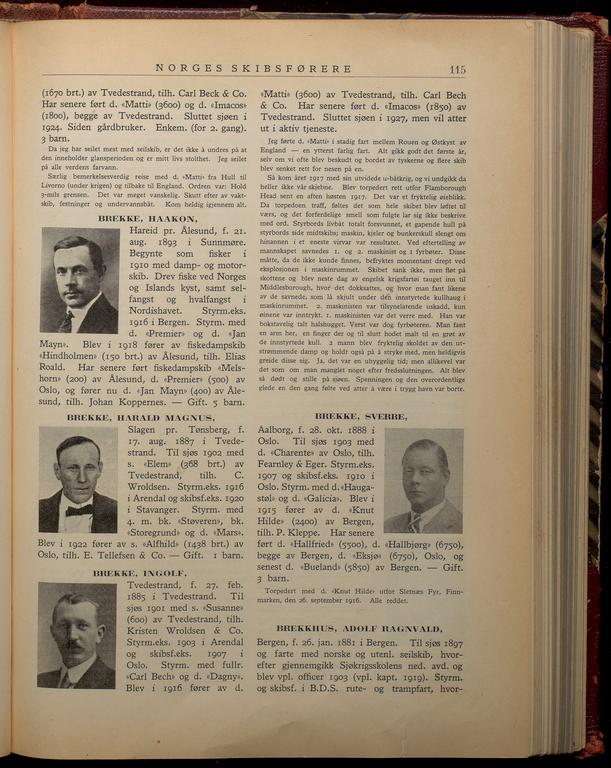 NORGES SKIBSFØRERE 115
(1670 brt.) av Tvedestrand, tilh. Carl Beck & Co.
Har senere ført d. «Matti» (3600) og d. «Imacos»
(1800), begge av Tvedestrand. Sluttet sjøen i
1924. Siden gårdbruker. Enkem. (for 2. gang).
3 barn.
Da jeg har seilet mest med seilskib, er det ikke å undres på at
den inneholder glansperioden og er mitt livs stolthet. Jeg seilet
på alle verdens farvann.
Særlig bemerkelsesverdig reise med d. «Matti» fra Hull til
Livorno (under krigen) og tilbake til England. Ordren var: Hold
3-mils grensen. Det var meget vanskelig. Skutt efter av vakt-
skib, festninger og undervannsbåt. Kom heldig gjennem alt.
BREKKE, HAAKON,
Hareid pr. Ålesund, f. 21.
aug. 1893 i Sunnmøre.
Begynte som fisker i
1910 med damp- og motor-
skib. Drev fiske ved Norges
og Islands kyst, samt sel-
fangst og hvalfangst i
Nordishavet. Styrm.eks.
1916 i Bergen. Styrm. med
d. «Premier» og d. «Jan
Mayn». Blev i 1918 fører av fiskedampskib
«Hindholmen» (150 brt.) av Ålesund, tilh. Elias
Roald. Har senere ført fiskedampskib «Mels-
horn» (200) av Ålesund, d. «Premier» (500) av
Oslo, og fører nu d. «Jan Mayn» (400) av Åle-
sund, tilh. Johan Koppernes. — Gift. 5 barn.
BREKKE, HARALD MAGNUS,
Slagen pr. Tønsberg, f.
17. aug. 1887 i Tvede-
strand. Til sjøs 1902 med
s. «Elem» (368 brt.) av
Tvedestrand, tilh. C.
Wroldsen. Styrm.eks. 1916
i Arendal og skibsf.eks. 1920
i Stavanger. Styrm. med
4. m. bk. «Støveren», bk.
«Storegrund» og d. «Mars».
Blev i 1922 fører av s. «Alfhild» (1438 brt.) av
Oslo, tilh. E. Tellefsen & Co. — Gift. 1 barn.
BREKKE, INGOLF,
Tvedestrand, f. 27. feb.
1885 i Tvedestrand. Til
sjøs 1901 med s. «Susanne»
(600) av Tvedestrand, tilh.
Kristen Wroldsen & Co.
Styrm.eks. 1903 i Arendal
og skibsf.eks. 1907 i
Oslo. Styrm. med fullr.
«Carl Bech» og d. «Dagny».
Blev i 1916 fører av d.
«Matti» (3600) av Tvedestrand, tilh. Carl Bech
& Co. Har senere ført d. «Imacos» (1850) av
Tvedestrand. Sluttet sjøen i 1927, men vil atter
ut i aktiv tjeneste.
Jeg førte d. «Matti» i stadig fart mellem Rouen og Østkyst av
England — en ytterst farlig fart. Alt gikk godt det første år,
selv om vi ofte blev beskudt og bordet av tyskerne og flere skib
blev senket rett for nesen på en.
Så kom året 1917 med sin utvidede u-båtkrig, og vi undgikk da
heller ikke vår skjebne. Blev torpedert rett utfor Flamborough
Head sent en aften høsten 1917. Det var et fryktelig øieblikk.
Da torpedoen traff, føltes det som hele skibet blev løftet til
værs, og det forferdelige smell som fulgte lar sig ikke beskrive
med ord. Styrbords livbåt totalt forsvunnet, et gapende hull på
styrbords side midtskibs; maskin, kjeler og bunkerskull slengt om
hinannen i et eneste virvar var resultatet. Ved eftertelling av
mannskapet savnedes 1. og 2. maskinist og 1 fyrbøter. Disse
måtte, da de ikke kunde finnes, befryktes momentant drept ved
eksplosjonen i maskinrummet. Skibet sank ikke, men fløt på
skottene og blev neste dag av engelsk krigsfartøi tauget inn til
Middlesborough, hvor det dokksattes, og hvor man fant likene
av de savnede, som lå skjult under den innstyrtede kullhaug i
maskinrummet. 2. maskinisten var tilsynelatende uskadd, kun
øinene var inntrykt. 1. maskinisten var det verre med. Han var
bokstavelig talt halshugget. Verst var dog fyrbøteren. Man fant
en arm her, en finger der og til slutt hodet malt til en grøt av
de innstyrtede kull. 2 mann blev fryktelig skoldet av den ut-
strømmende damp og holdt også på å stryke med, men heldigvis
greide disse sig. Ja, det var en uhyggelig tid; men allikevel var
det som om man manglet noget efter fredsslutningen. Alt blev
så dødt og stille på sjøen. Spenningen og den overordentlige
glede en den gang følte ved atter å være i trygg havn var borte.
BREKKE, SVERRE,
Aalborg, f. 28. okt. 1888 i
Oslo. Til sjøs 1903 med
d. «Charente» av Oslo, tilh.
Fearnley & Eger. Styrm.eks.
1907 og skibsf.eks. 1910 i
Oslo. Styrm. med d. «Hauga-
støl» og d. «Galicia». Blev i
1915 fører av d. «Knut
Hilde» (2400) av Bergen,
tilh. P. Kleppe. Har senere
ført d. «Hallfried» (5500), d. «Hallbjørg» (6750),
begge av Bergen, d. «Eksjø» (6750), Oslo, og
senest d. «Bueland» (5850) av Bergen. — Gift.
3 barn.
Torpedert med d. «Knut Hilde» utfor Sletnæs Fyr, Finn-
marken, den 26. september 1916. Alle reddet.
BREKKHUS, ADOLF RAGNVALD,
Bergen, f. 26. jan. 1881 i Bergen. Til sjøs 1897
og farte med norske og utenl. seilskib, hvor-
efter gjennemgikk Sjøkrigsskolens ned. avd. og
blev vpl. officer 1903 (vpl. kapt. 1919). Styrm.
og skibsf. i B.D.S. rute- og trampfart, hvor-